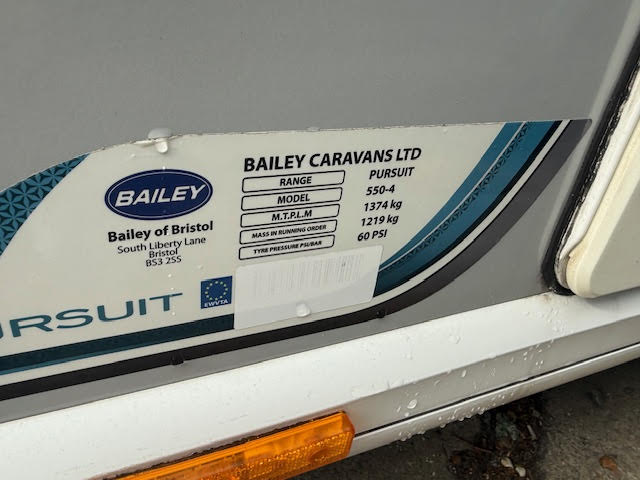 BAILEY
Bailey of Bristol
South Liberty Lane
Bristol
BS3 2SS
BAILEY CARAVANS LTD
RANGE PURSUIT
MODEL 550-4
M.T.P.L.M 1374 kg
MASS IN RUNNING ORDER 1219 kg
TYRE PRESSURE PSI/BAR 60 PSI
URSUIT
EWVTA